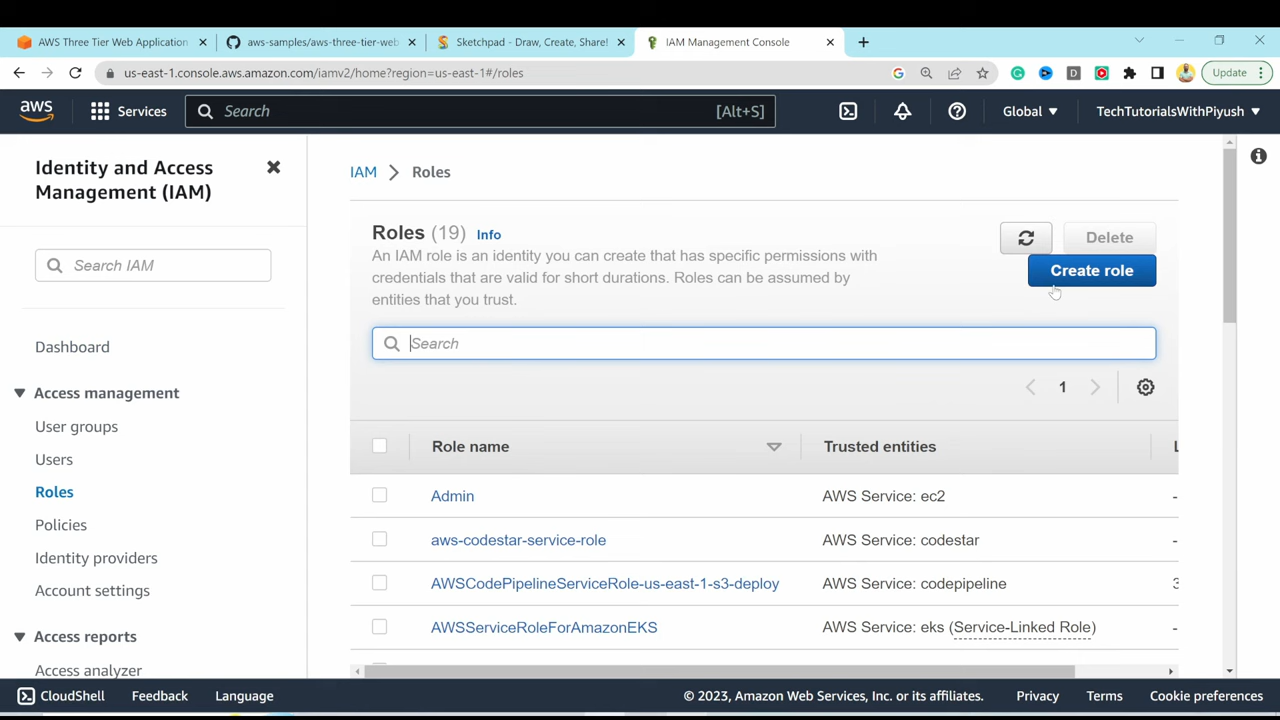 AWS Three Tier Web Application
aws-samples/aws-three-tier-web
Sketchpad - Draw, Create, Share!
IAM Management Console
us-east-1.console.aws.amazon.com/iamv2/home?region=us-east-1#/roles
Update
aws
Services
Search
[Alt+S]
Global
TechTutorialsWithPiyush
Identity and Access
Management (IAM)
Search IAM
Dashboard
Access management
User groups
Users
Roles
Policies
Identity providers
Account settings
Access reports
Access analyzer
IAM > Roles
Roles (19) Info
An IAM role is an identity you can create that has specific permissions with
credentials that are valid for short durations. Roles can be assumed by
entities that you trust.
Delete
Create role
Search
1
Role name
Trusted entities
L
Admin
AWS Service: ec2
-
aws-codestar-service-role
AWS Service: codestar
-
AWSCodePipelineServiceRole-us-east-1-s3-deploy
AWS Service: codepipeline
3
AWSServiceRoleForAmazonEKS
AWS Service: eks (Service-Linked Role)
-
CloudShell
Feedback
Language
© 2023, Amazon Web Services, Inc. or its affiliates.
Privacy
Terms
Cookie preferences